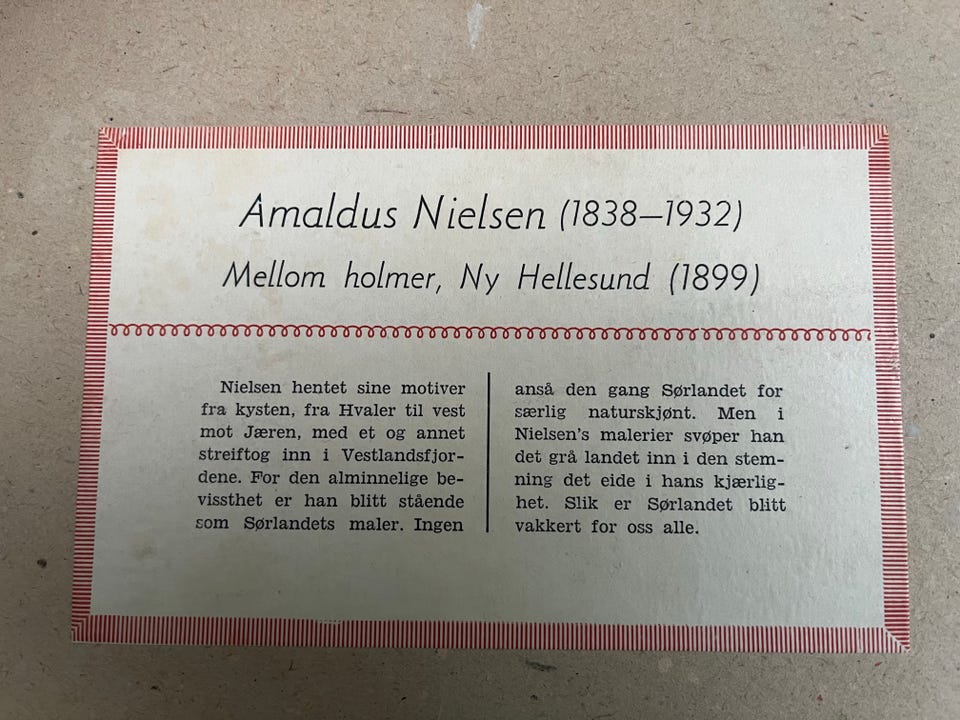 Amaldus Nielsen (1838—1932)
Mellom holmer, Ny Hellesund (1899)
Nielsen hentet sine motiver
fra kysten, fra Hvaler til vest
mot Jæren, med et og annet
streiftog inn i Vestlandsfjor-
dene. For den alminnelige be-
vissthet er han blitt stående
som Sørlandets maler. Ingen
anså den gang Sørlandet for
særlig naturskjønt. Men i
Nielsen's malerier svøper han
det grå landet inn i den stem-
ning det eide i hans kjærlig-
het. Slik er Sørlandet blitt
vakkert for oss alle.